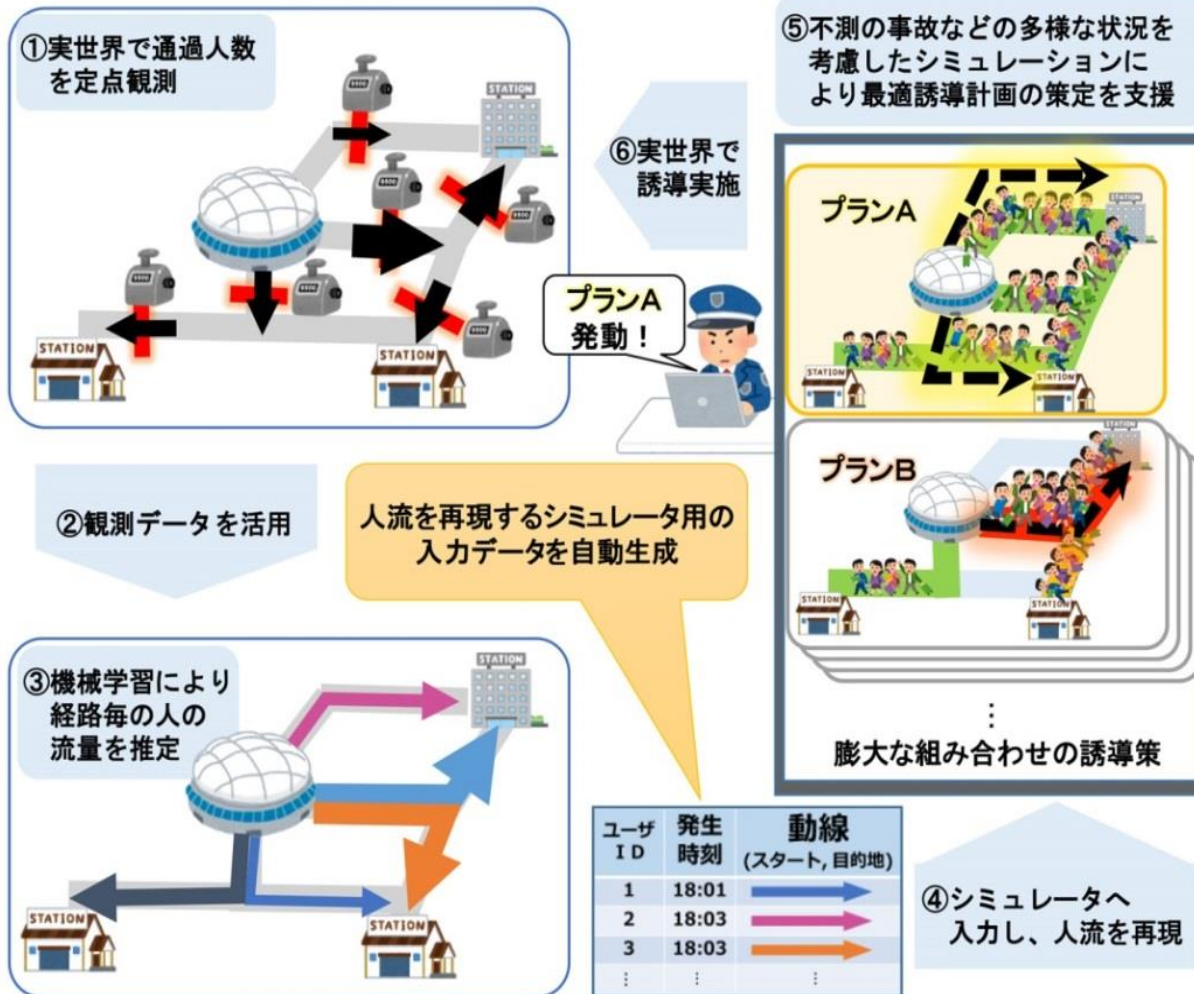 ①実世界で通過人数
を定点観測
STATION
9900
9900
9900
9900
9900
STATION
STATION
⑥実世界で
誘導実施
プランA
発動！
⑤不測の事故などの多様な状況を
考慮したシミュレーションに
より最適誘導計画の策定を支援
プランA
STATION
STATION
STATION
プランB
STATION
STATION
STATION
⋮
膨大な組み合わせの誘導策
②観測データを活用
人流を再現するシミュレータ用の
入力データを自動生成
③機械学習により
経路毎の人の
流量を推定
STATION
STATION
STATION
ユーザ 発生 動線
ＩＤ 時刻 (スタート, 目的地)
1 18:01
2 18:03
3 18:03
⋮ ⋮ ⋮
④シミュレータへ
入力し、人流を再現